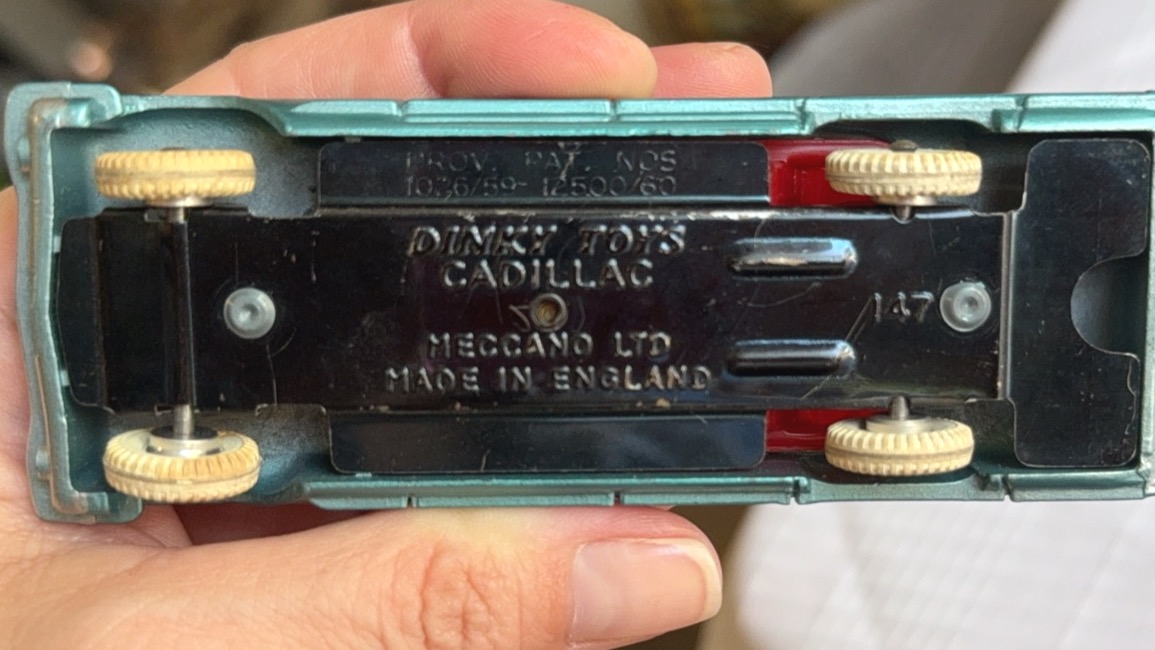 PROV. PAT. NOS
1026/59- 12500/60
DINKY TOYS
CADILLAC
147
MECCANO LTD
MADE IN ENGLAND